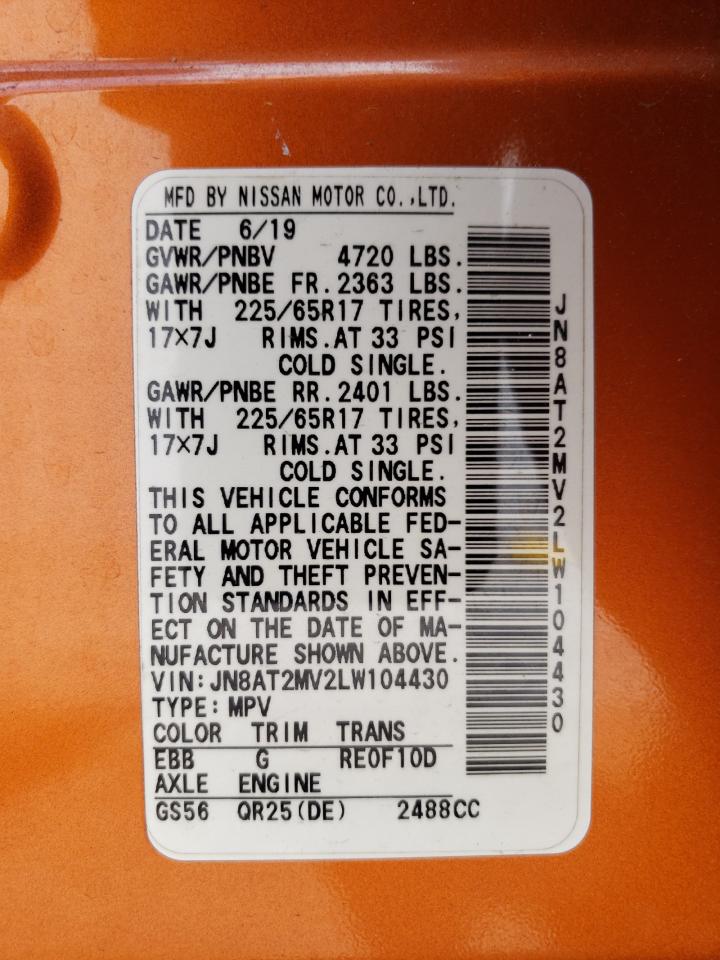 MFD BY NISSAN MOTOR CO.,LTD.
DATE 6/19
GVWR/PNBV 4720 LBS.
GAWR/PNBE FR.2363 LBS.
WITH 225/65R17 TIRES,
17×7J RIMS.AT 33 PSI
COLD SINGLE.
GAWR/PNBE RR.2401 LBS.
WITH 225/65R17 TIRES,
17×7J RIMS.AT 33 PSI
COLD SINGLE.
THIS VEHICLE CONFORMS
TO ALL APPLICABLE FED-
ERAL MOTOR VEHICLE SA-
FETY AND THEFT PREVEN-
TION STANDARDS IN EFF-
ECT ON THE DATE OF MA-
NUFACTURE SHOWN ABOVE.
VIN:JN8AT2MV2LW104430
TYPE:MPV
COLOR TRIM TRANS
EBB G RE0F10D
AXLE ENGINE
GS56 QR25(DE) 2488CC
JN8AT2MV2LW104430